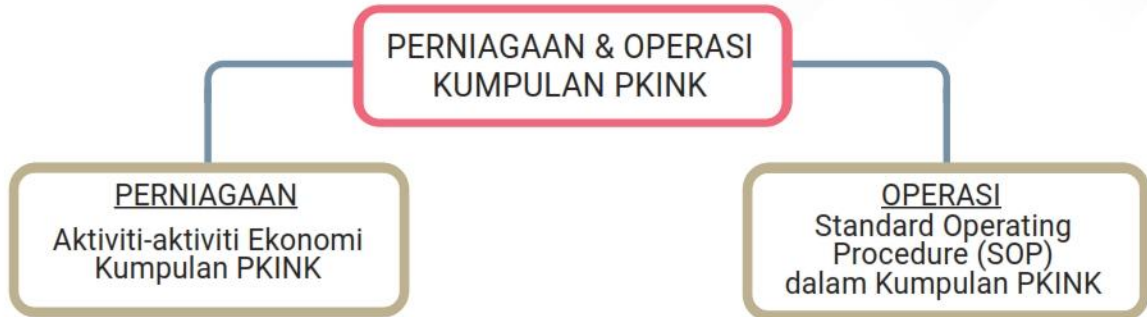 PERNIAGAAN & OPERASI
KUMPULAN PKINK
PERNIAGAAN
Aktiviti-aktiviti Ekonomi
Kumpulan PKINK
OPERASI
Standard Operating
Procedure (SOP)
dalam Kumpulan PKINK